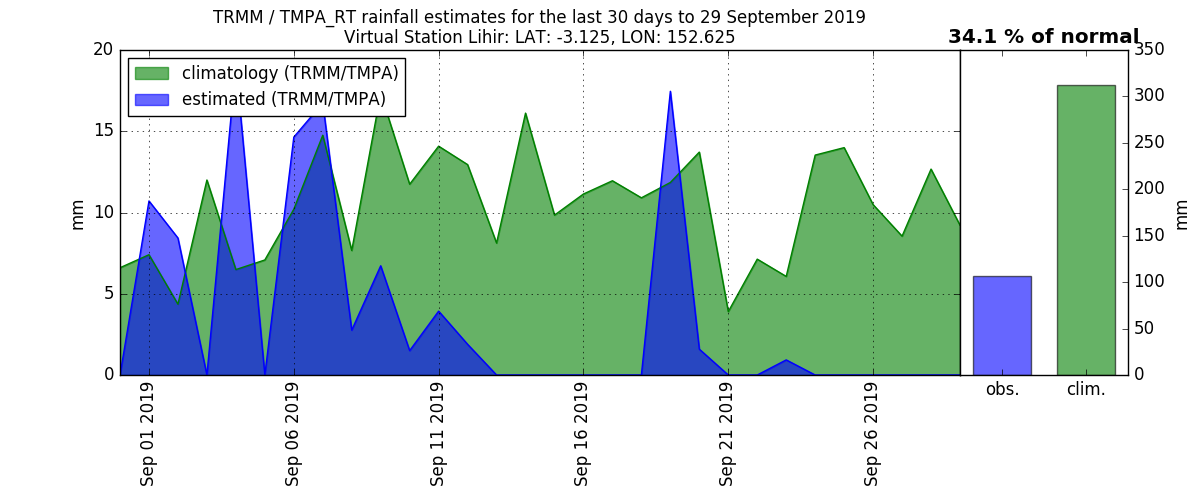 TRMM / TMPA_RT rainfall estimates for the last 30 days to 29 September 2019
Virtual Station Lihir: LAT: -3.125, LON: 152.625
34.1 % of normal
climatology (TRMM/TMPA)
estimated (TRMM/TMPA)
20
15
10
5
0
mm
Sep 01 2019
Sep 06 2019
Sep 11 2019
Sep 16 2019
Sep 21 2019
Sep 26 2019
350
300
250
200
150
100
50
0
mm
obs.
clim.